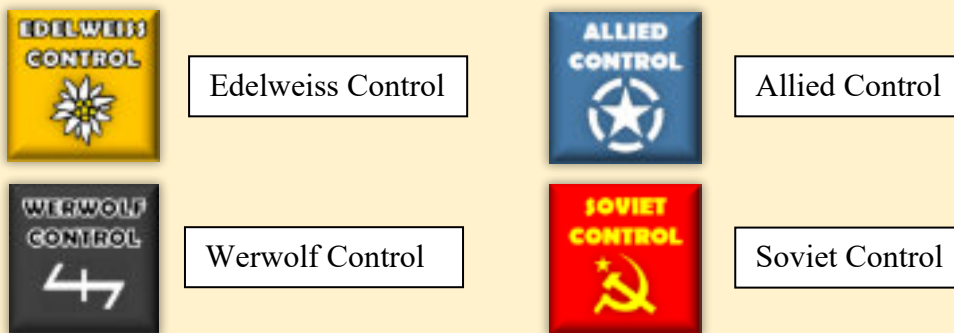 EDELWEISS
CONTROL
Edelweiss Control
ALLIED
CONTROL
Allied Control
WERWOLF
CONTROL
Werwolf Control
SOVIET
CONTROL
Soviet Control